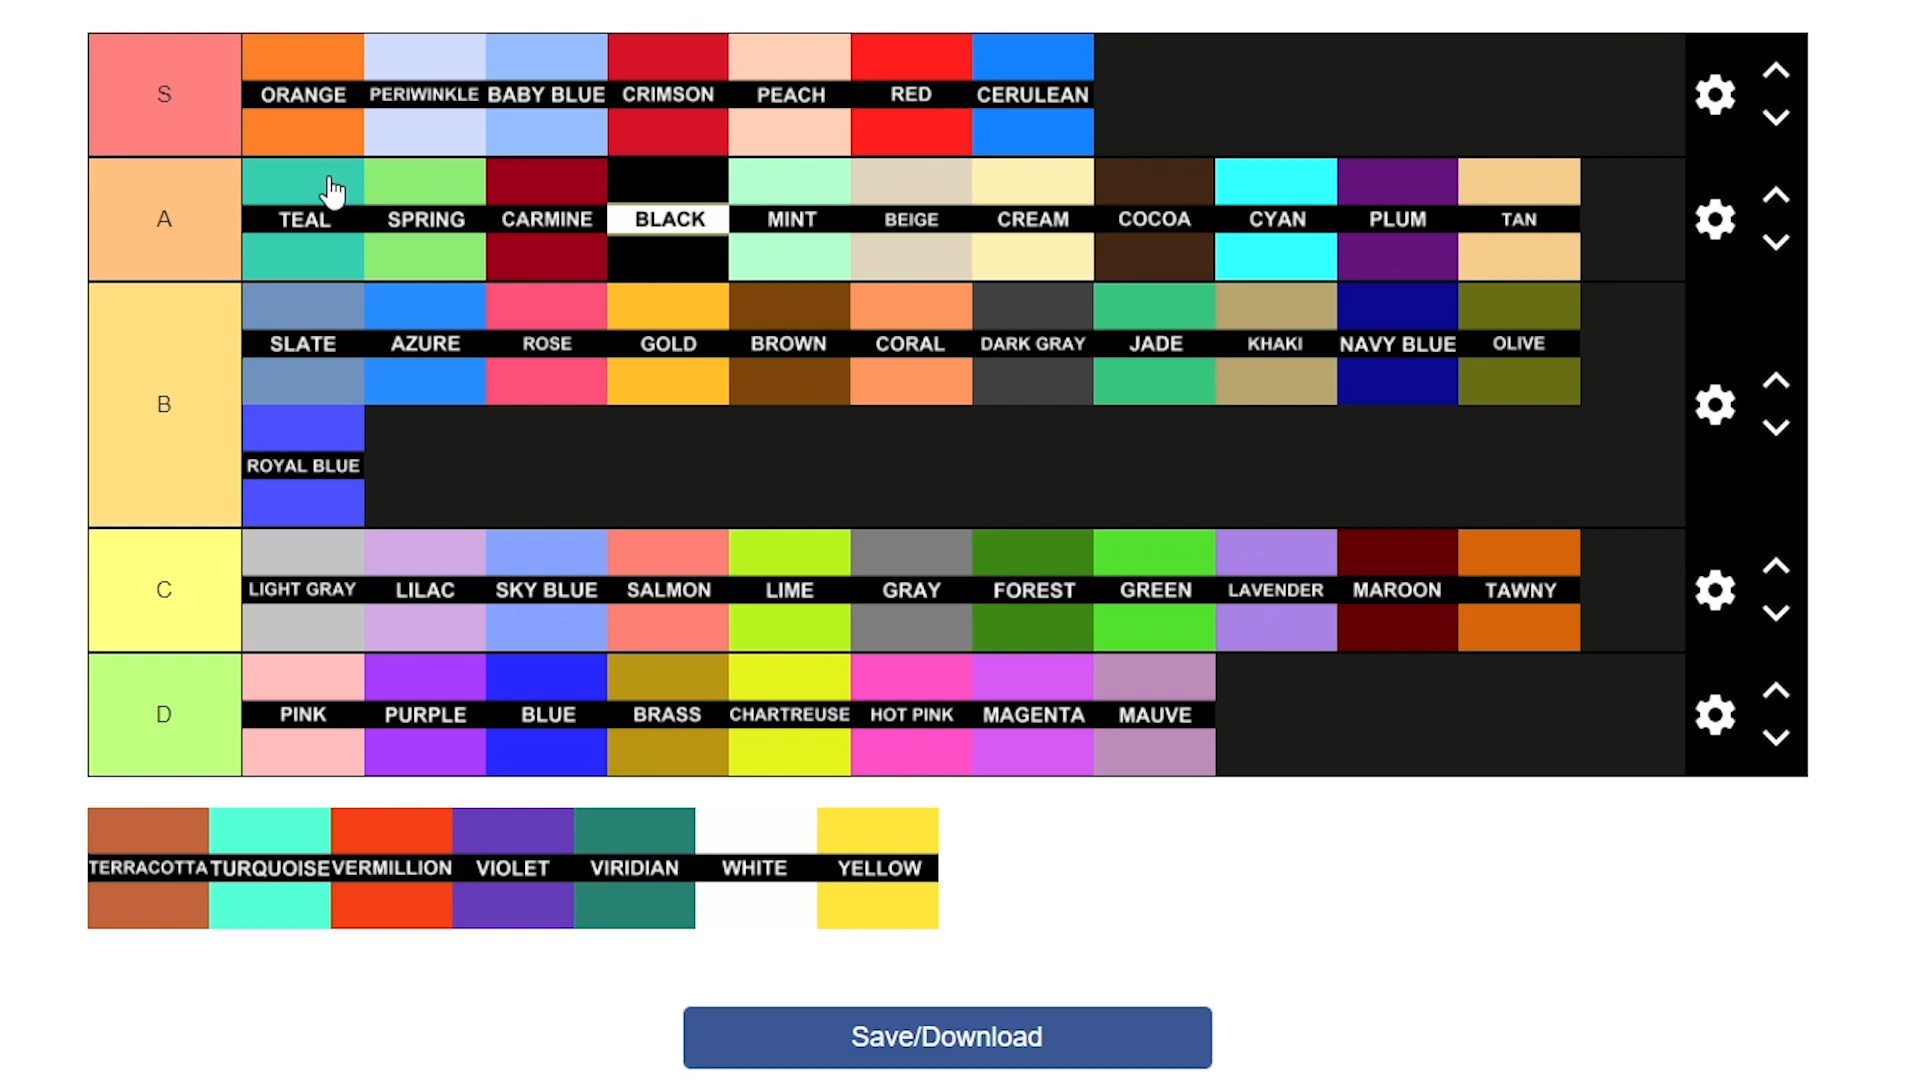 S
ORANGE PERIWINKLE BABY BLUE CRIMSON PEACH RED CERULEAN
A
TEAL SPRING CARMINE BLACK MINT BEIGE CREAM COCOA CYAN PLUM TAN
B
SLATE AZURE ROSE GOLD BROWN CORAL DARK GRAY JADE KHAKI NAVY BLUE OLIVE
ROYAL BLUE
C
LIGHT GRAY LILAC SKY BLUE SALMON LIME GRAY FOREST GREEN LAVENDER MAROON TAWNY
D
PINK PURPLE BLUE BRASS CHARTREUSE HOT PINK MAGENTA MAUVE
TERRACOTTA TURQUOISE VERMILLION VIOLET VIRIDIAN WHITE YELLOW
Save/Download